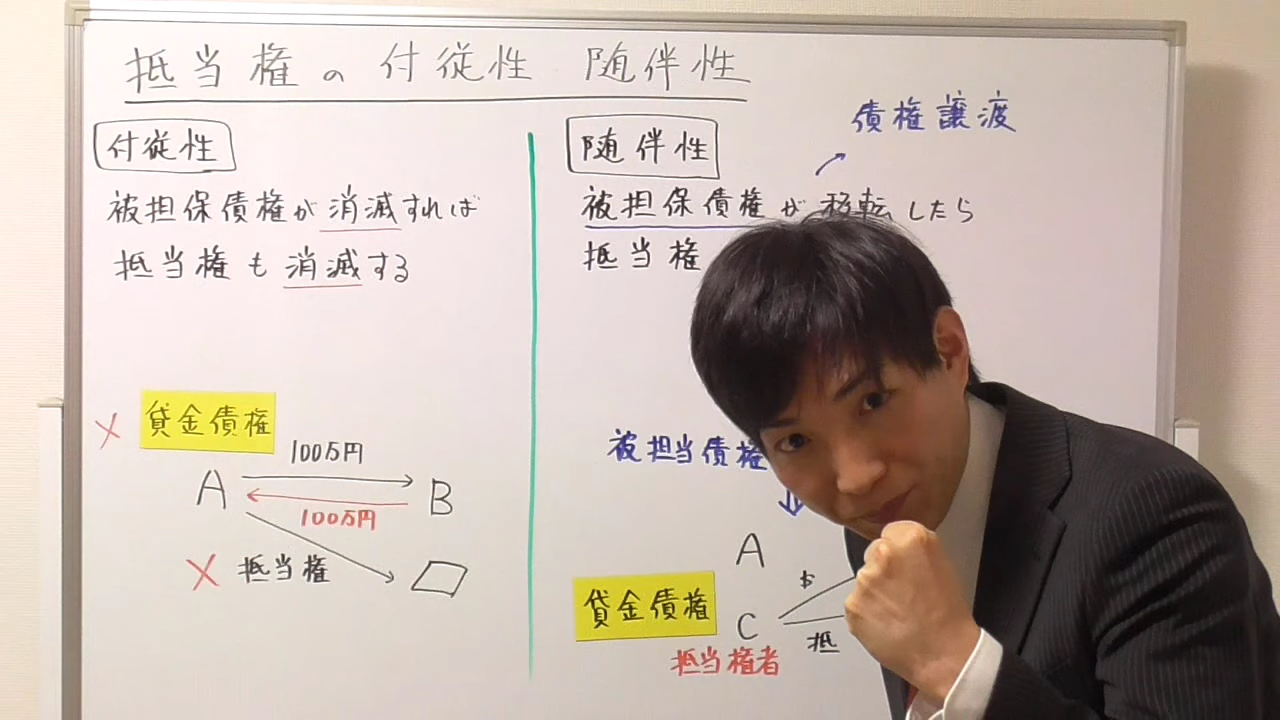 抵当権の付従性 随伴性
付従性
被担保債権が消滅すれば
抵当権も消滅する
貸金債権
100万円
A
B
100万円
抵当権
随伴性
債権譲渡
被担保債権が移転したら
抵当権
被担当債権
A
貸金債権
C
抵
抵当権者